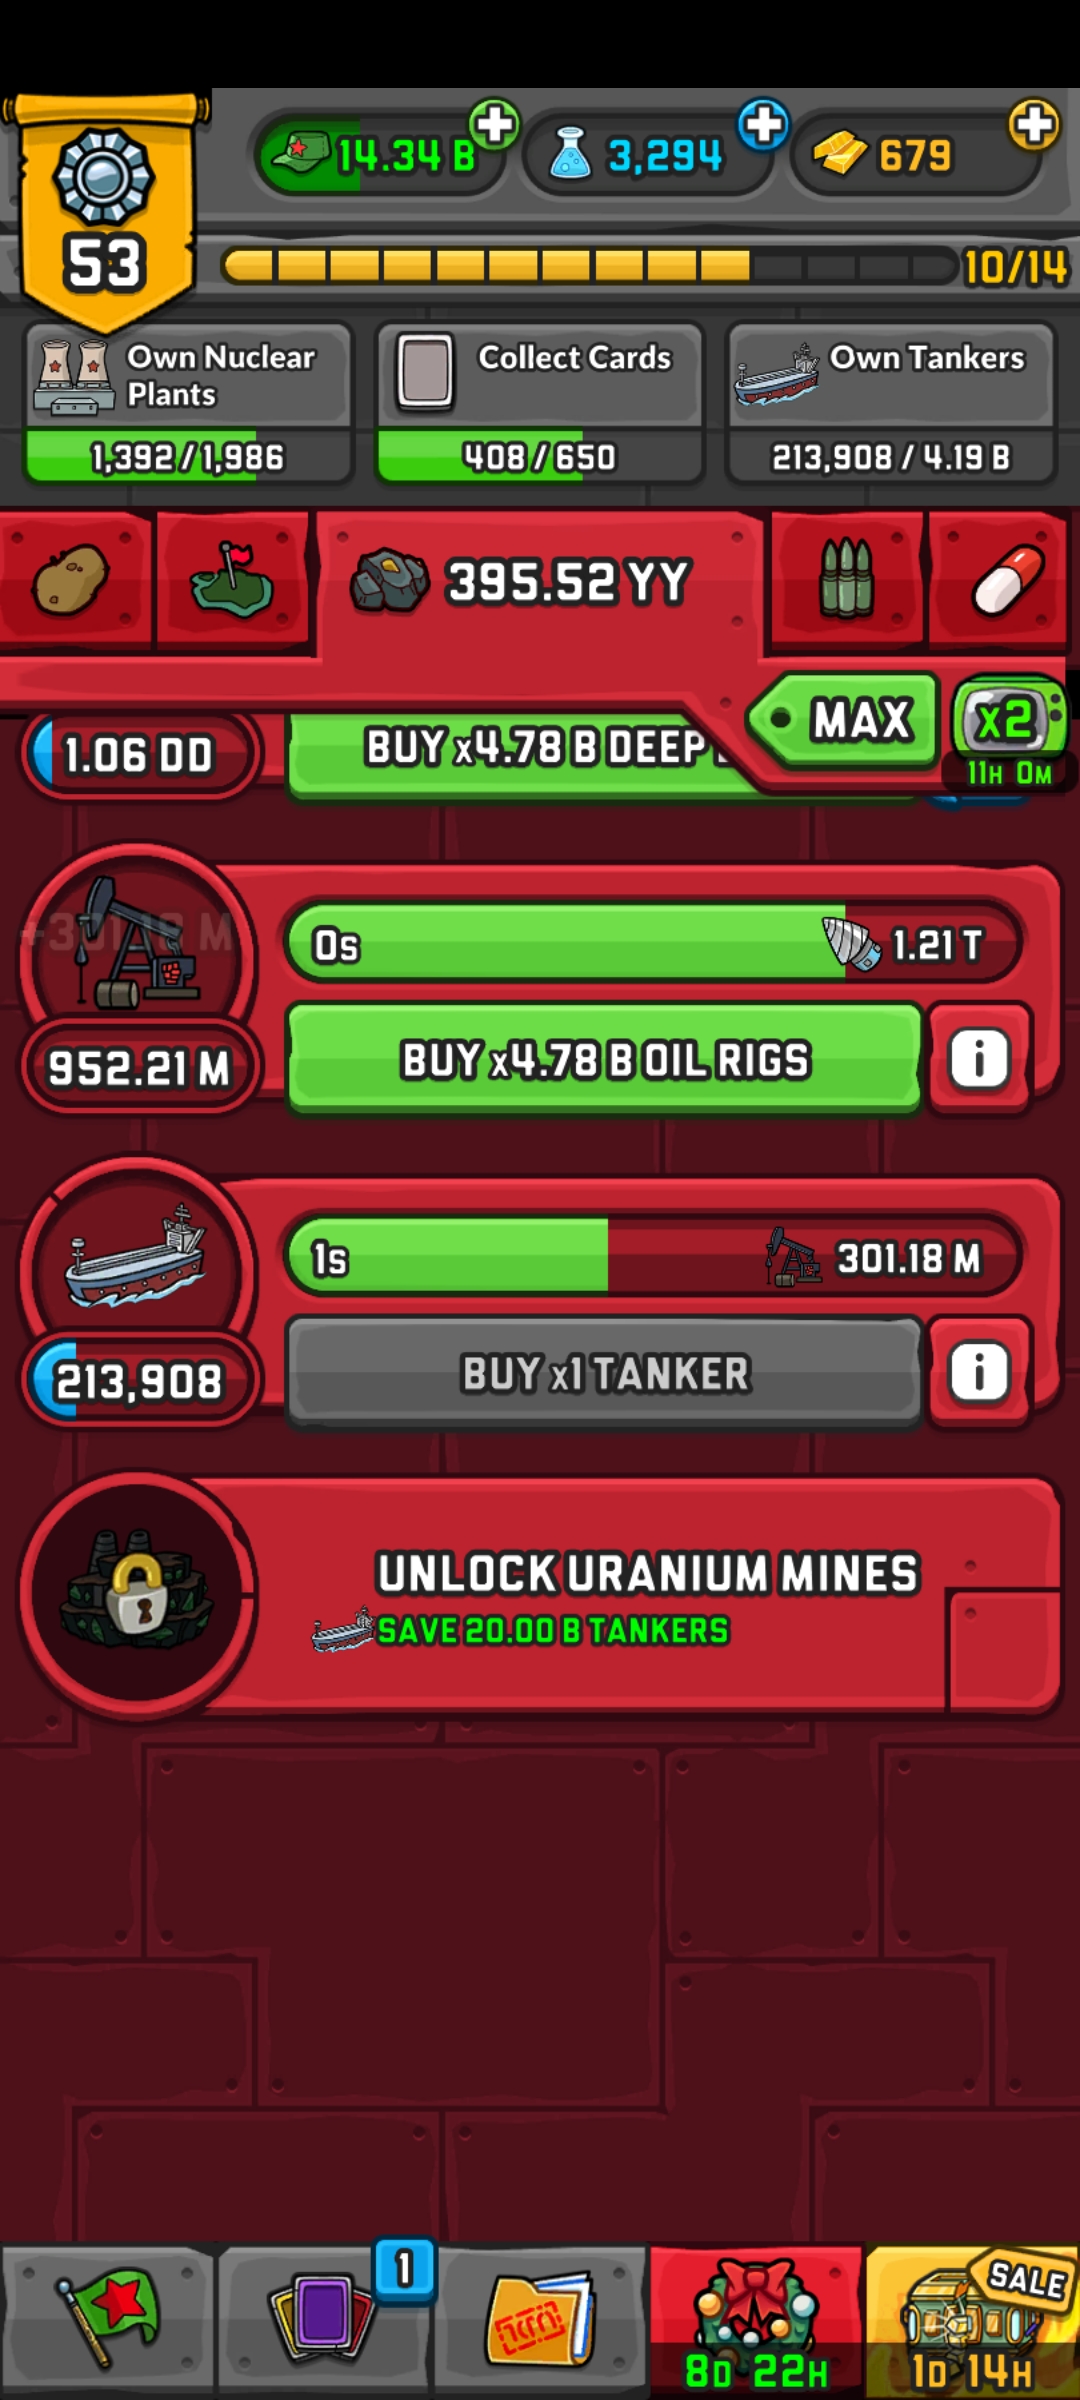 14.34 B
3,294
679
53
10/14
Own Nuclear
Plants
Collect Cards
Own Tankers
1,392/1,986
408/650
213,908 / 4.19 B
395.52 YY
MAX
x2
11H 0M
1.06 DD
BUY x4.78 B DEEP
+301.18 M
0s
1.21 T
952.21 M
BUY x4.78 B OIL RIGS
i
1s
301.18 M
213,908
BUY x1 TANKER
i
UNLOCK URANIUM MINES
SAVE 20.00 B TANKERS
1
SALE
8D 22H
1D 14H